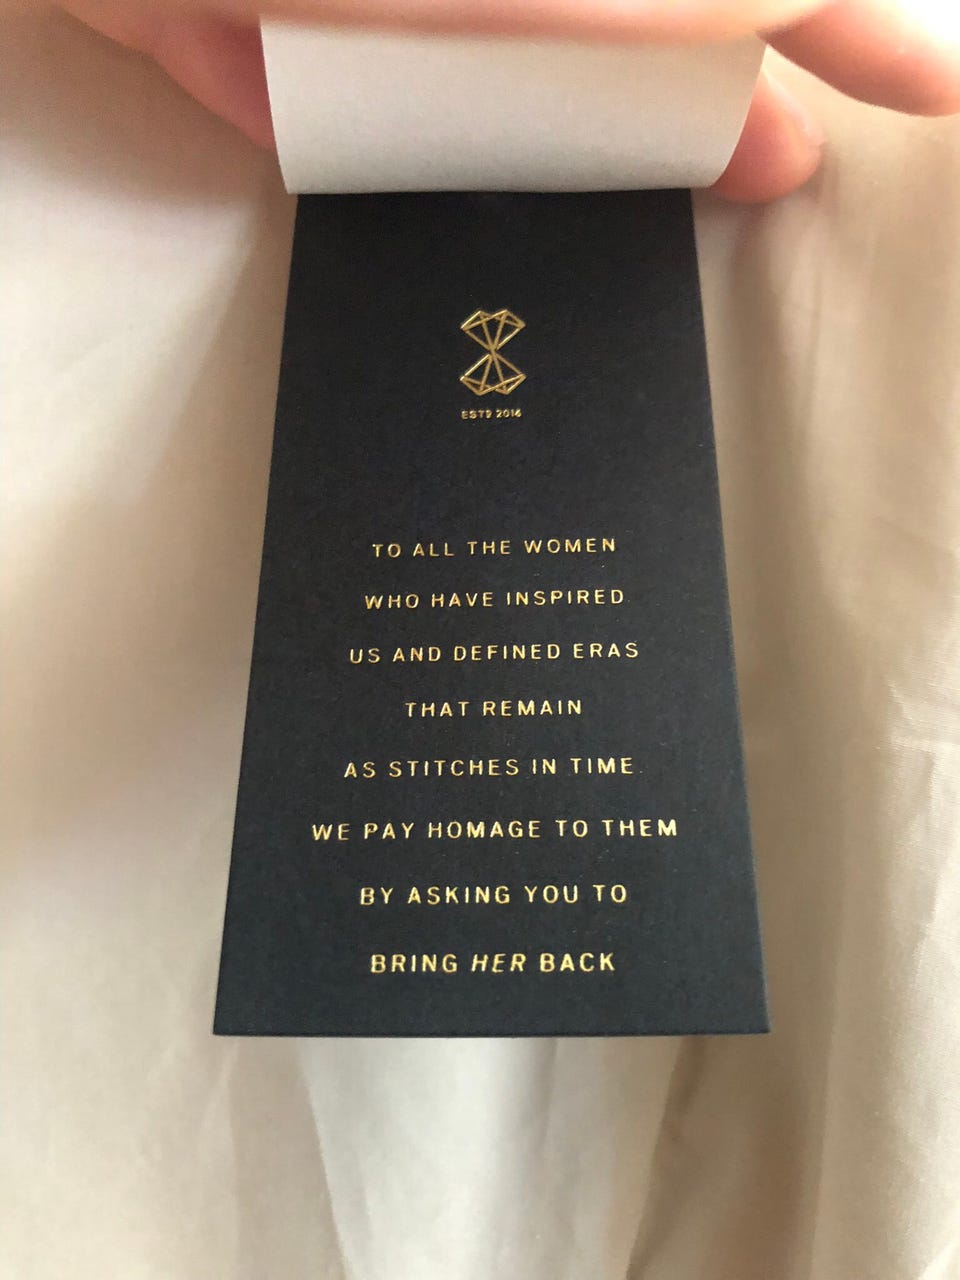 ESTD 2016
TO ALL THE WOMEN
WHO HAVE INSPIRED
US AND DEFINED ERAS
THAT REMAIN
AS STITCHES IN TIME.
WE PAY HOMAGE TO THEM
BY ASKING YOU TO
BRING HER BACK